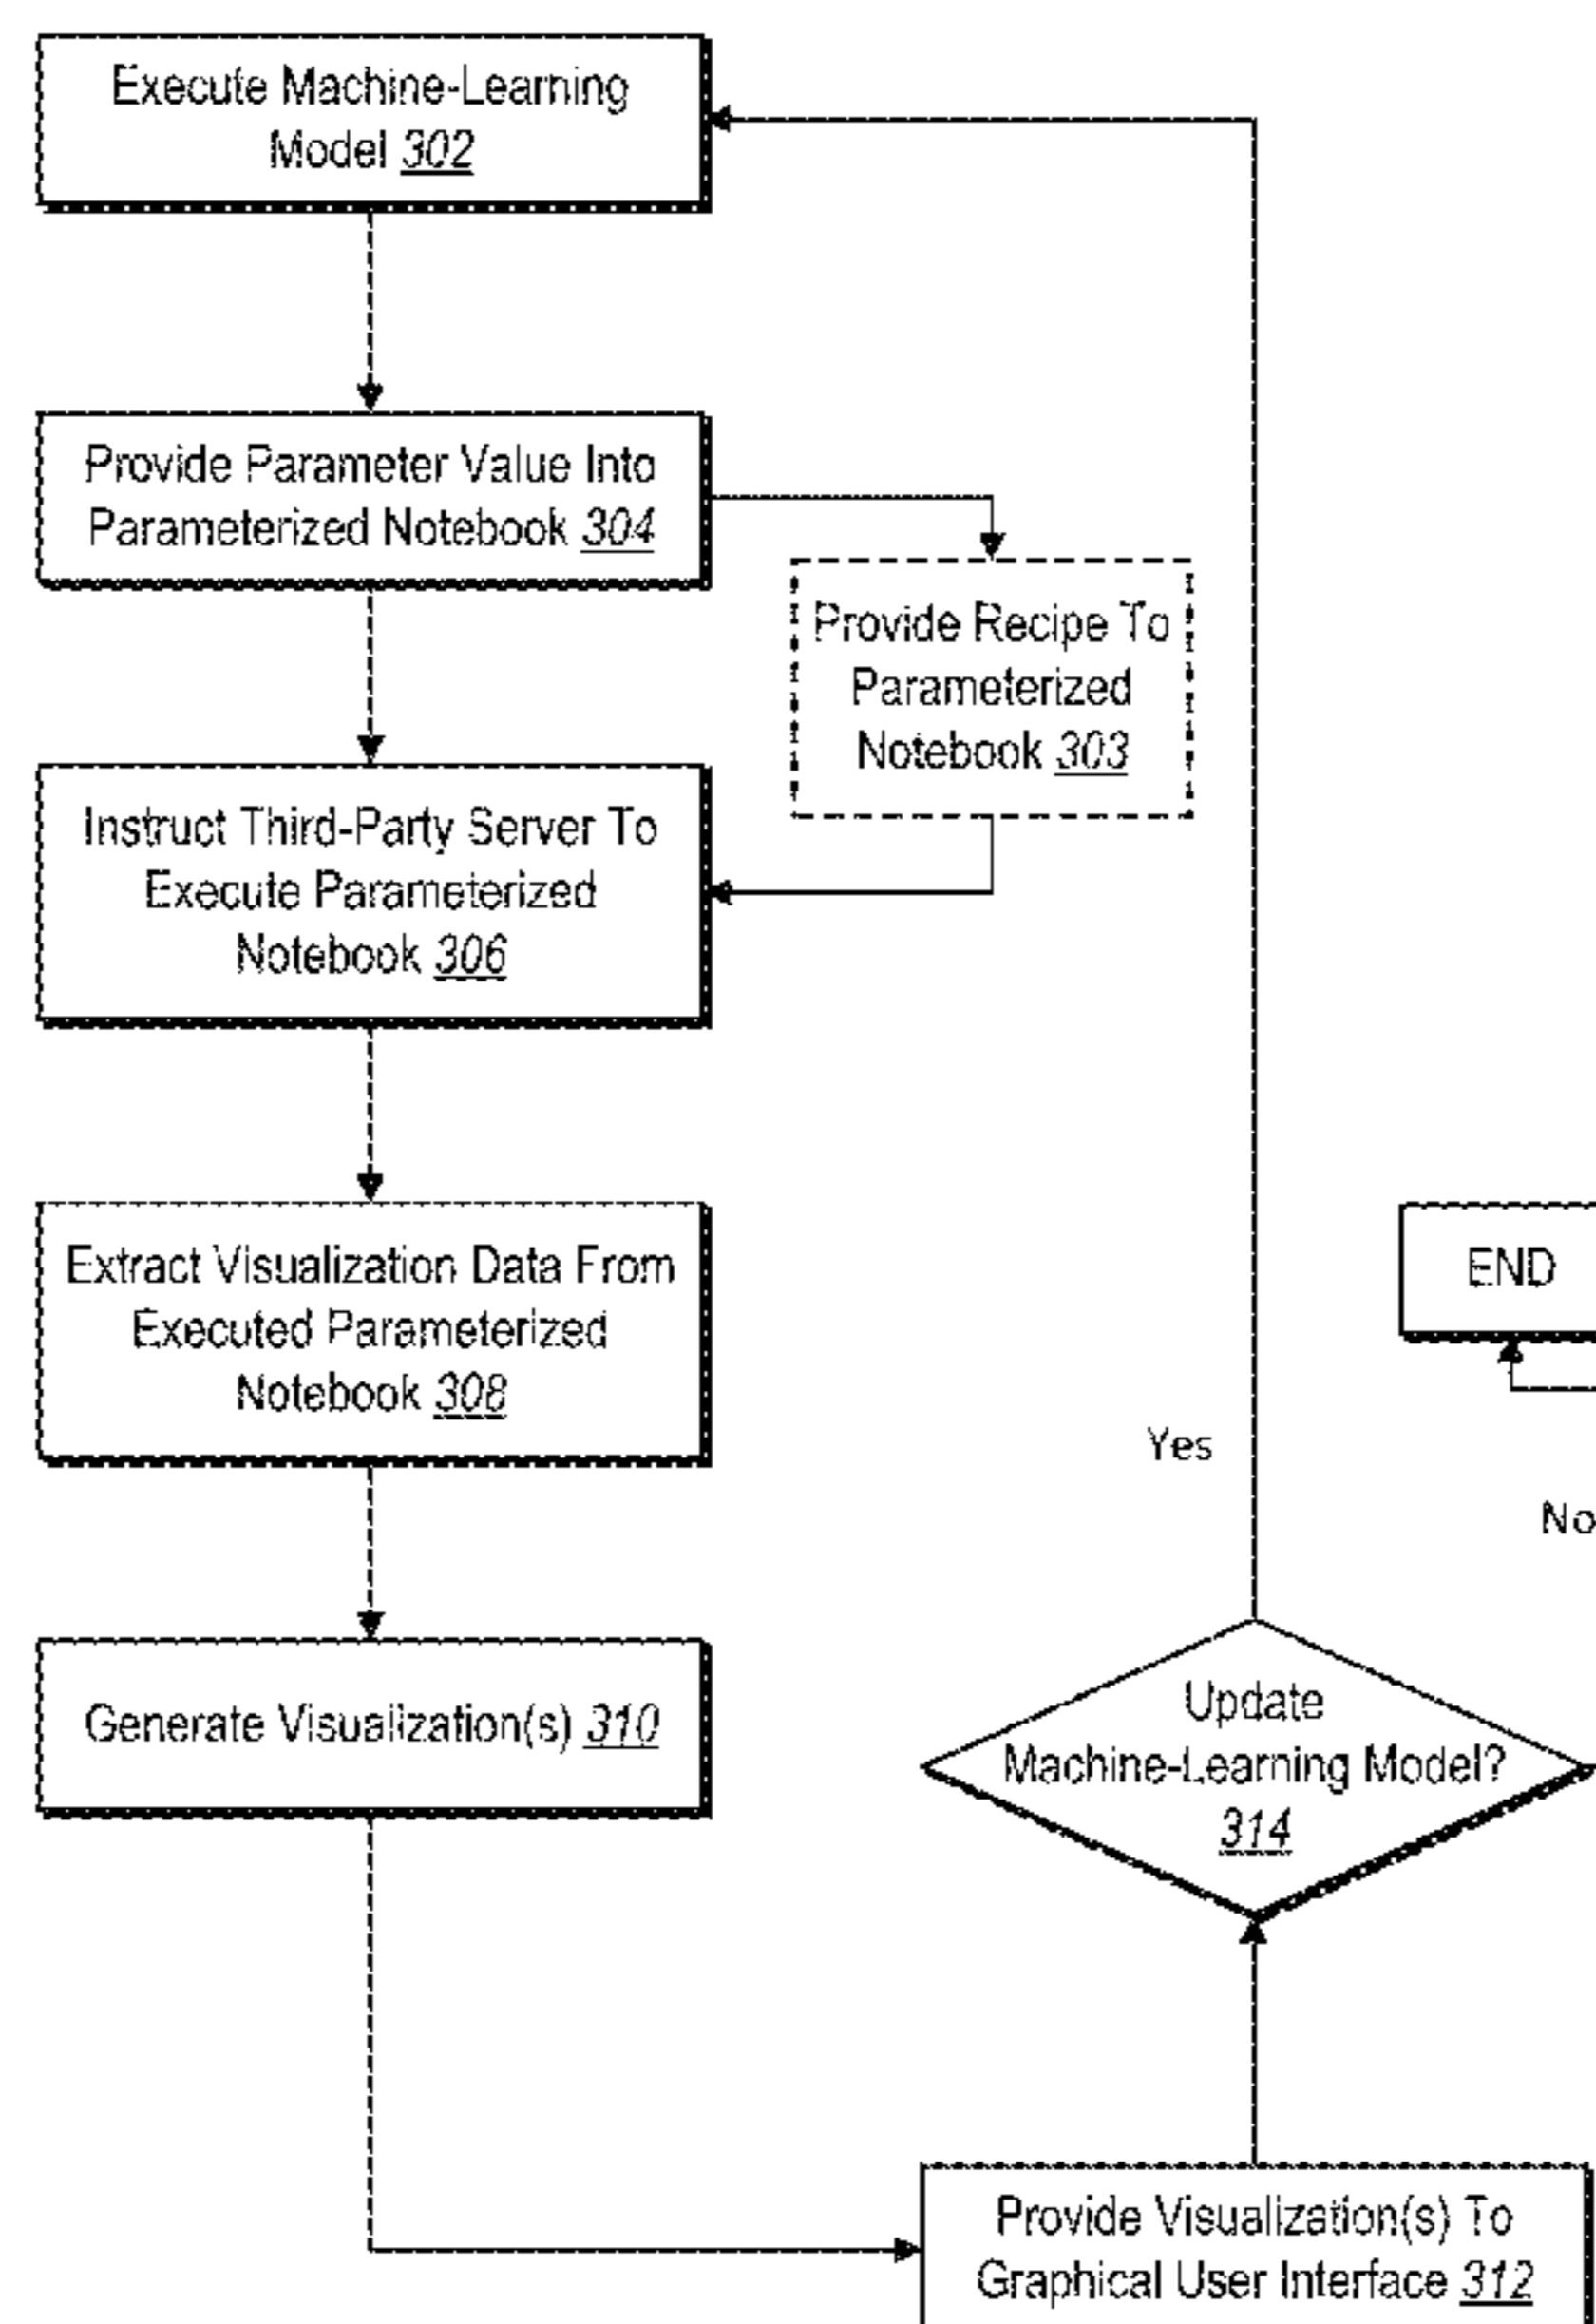 Execute Machine-Learning
Model 302
Provide Parameter Value Into
Parameterized Notebook 304
Provide Recipe To
Parameterized
Notebook 303
Instruct Third-Party Server To
Execute Parameterized
Notebook 306
Extract Visualization Data From
Executed Parameterized
Notebook 308
END
Yes
No
Generate Visualization(s) 310
Update
Machine-Learning Model?
314
Provide Visualization(s) To
Graphical User Interface 312